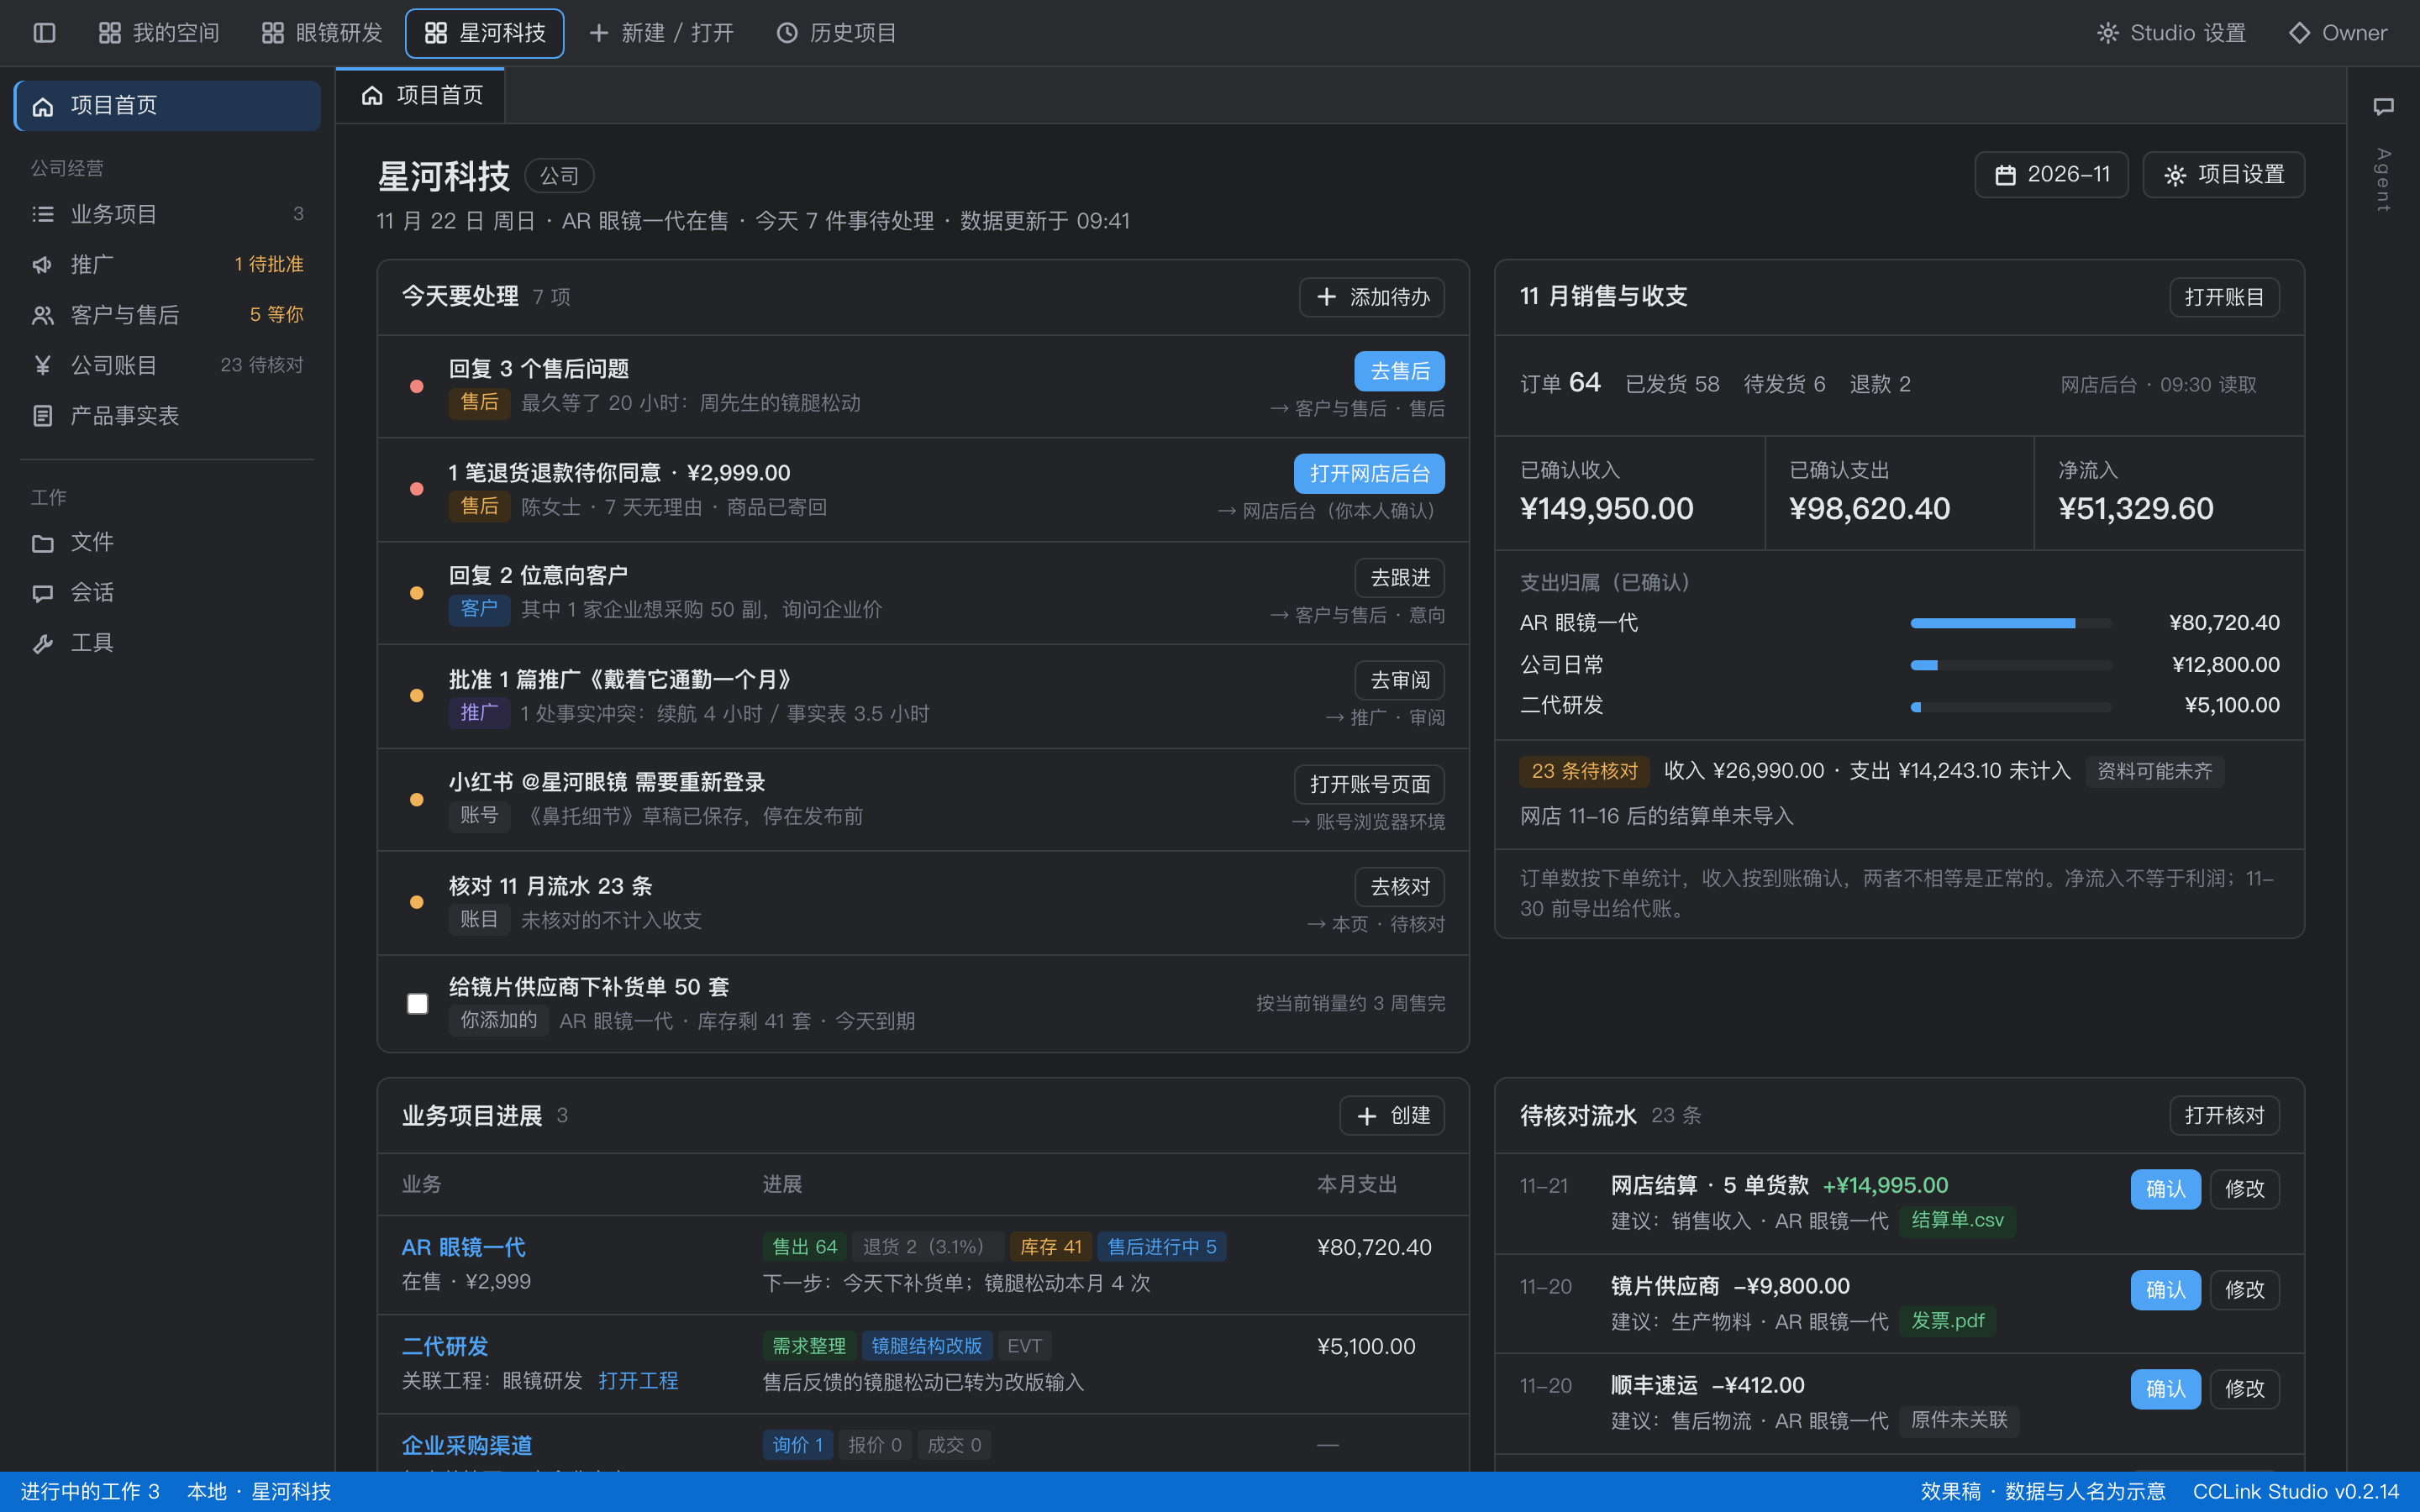 我的空间 眼镜研发 星河科技 新建 / 打开 历史项目 Studio 设置 Owner
项目首页
公司经营
业务项目 3
推广 1 待批准
客户与售后 5 等你
公司账目 23 待核对
产品事实表
工作
文件
会话
工具
项目首页
Agent
星河科技 公司
2026-11 项目设置
11 月 22 日 周日 · AR 眼镜一代在售 · 今天 7 件事待处理 · 数据更新于 09:41
今天要处理 7 项 添加待办
回复 3 个售后问题 去售后
售后 最久等了 20 小时：周先生的镜腿松动 → 客户与售后 · 售后
1 笔退货退款待你同意 · ¥2,999.00 打开网店后台
售后 陈女士 · 7 天无理由 · 商品已寄回 → 网店后台（你本人确认）
回复 2 位意向客户 去跟进
客户 其中 1 家企业想采购 50 副，询问企业价 → 客户与售后 · 意向
批准 1 篇推广《戴着它通勤一个月》 去审阅
推广 1 处事实冲突：续航 4 小时 / 事实表 3.5 小时 → 推广 · 审阅
小红书 @星河眼镜 需要重新登录 打开账号页面
账号 《鼻托细节》草稿已保存，停在发布前 → 账号浏览器环境
核对 11 月流水 23 条 去核对
账目 未核对的不计入收支 → 本页 · 待核对
给镜片供应商下补货单 50 套
你添加的 AR 眼镜一代 · 库存剩 41 套 · 今天到期 按当前销量约 3 周售完
11 月销售与收支 打开账目
订单 64 已发货 58 待发货 6 退款 2 网店后台 · 09:30 读取
已确认收入 已确认支出 净流入
¥149,950.00 ¥98,620.40 ¥51,329.60
支出归属（已确认）
AR 眼镜一代 ¥80,720.40
公司日常 ¥12,800.00
二代研发 ¥5,100.00
23 条待核对 收入 ¥26,990.00 · 支出 ¥14,243.10 未计入 资料可能未齐
网店 11-16 后的结算单未导入
订单数按下单统计，收入按到账确认，两者不相等是正常的。净流入不等于利润；11-
30 前导出给代账。
业务项目进展 3 创建
业务 进展 本月支出
AR 眼镜一代 售出 64 退货 2（3.1%） 库存 41 售后进行中 5 ¥80,720.40
在售 · ¥2,999 下一步：今天下补货单；镜腿松动本月 4 次
二代研发 需求整理 镜腿结构改版 EVT ¥5,100.00
关联工程：眼镜研发 打开工程 售后反馈的镜腿松动已转为改版输入
企业采购渠道 询价 1 报价 0 成交 0 —
待核对流水 23 条 打开核对
11-21 网店结算 · 5 单货款 +¥14,995.00 确认 修改
建议：销售收入 · AR 眼镜一代 结算单.csv
11-20 镜片供应商 -¥9,800.00 确认 修改
建议：生产物料 · AR 眼镜一代 发票.pdf
11-20 顺丰速运 -¥412.00 确认 修改
建议：售后物流 · AR 眼镜一代 原件未关联
进行中的工作 3 本地 · 星河科技 效果稿 · 数据与人名为示意 CCLink Studio v0.2.14